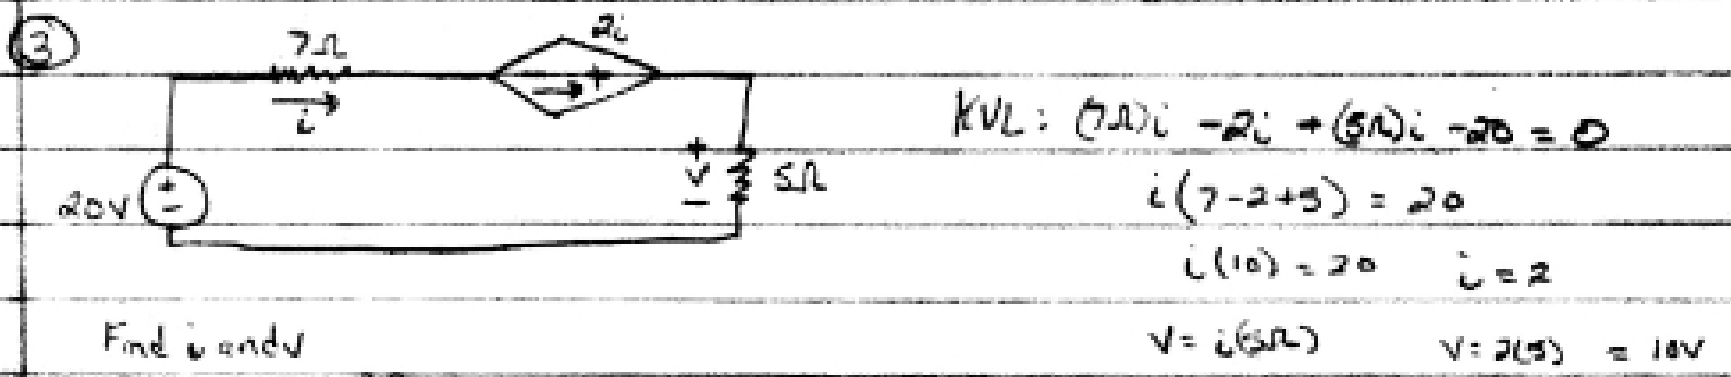 3
7Ω
2i
i
+
KVL: (7Ω)i -2i +(5Ω)i -20 = 0
+
V
-
5Ω
i(7-2+5) = 20
20V
+
-
i(10) = 20 i = 2
Find i and V
V = i(5Ω) V = 2(5) = 10V